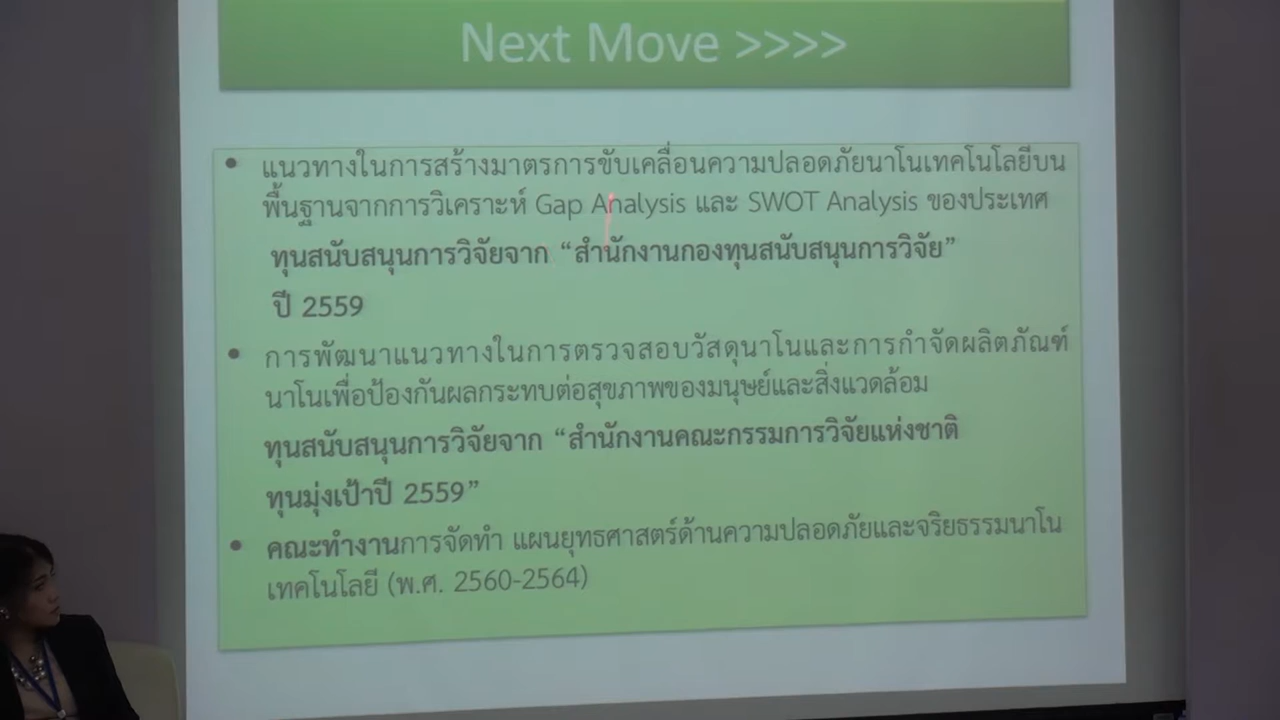 Next Move >>>>
• แนวทางในการสร้างมาตรการขับเคลื่อนความปลอดภัยนาโนเทคโนโลยีบน
พื้นฐานจากการวิเคราะห์ Gap Analysis และ SWOT Analysis ของประเทศ
ทุนสนับสนุนการวิจัยจาก “สำนักงานกองทุนสนับสนุนการวิจัย”
ปี 2559
• การพัฒนาแนวทางในการตรวจสอบวัสดุนาโนและการกำจัดผลิตภัณฑ์
นาโนเพื่อป้องกันผลกระทบต่อสุขภาพของมนุษย์และสิ่งแวดล้อม
ทุนสนับสนุนการวิจัยจาก “สำนักงานคณะกรรมการวิจัยแห่งชาติ
ทุนมุ่งเป้าปี 2559”
• คณะทำงานการจัดทำ แผนยุทธศาสตร์ด้านความปลอดภัยและจริยธรรมนาโน
เทคโนโลยี (พ.ศ. 2560-2564)